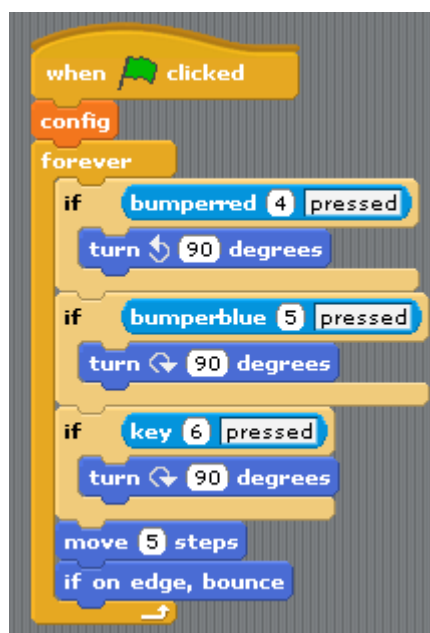 when clicked
config
forever
if bumperred 4 pressed
turn 90 degrees
if bumperblue 5 pressed
turn 90 degrees
if key 6 pressed
turn 90 degrees
move 5 steps
if on edge, bounce